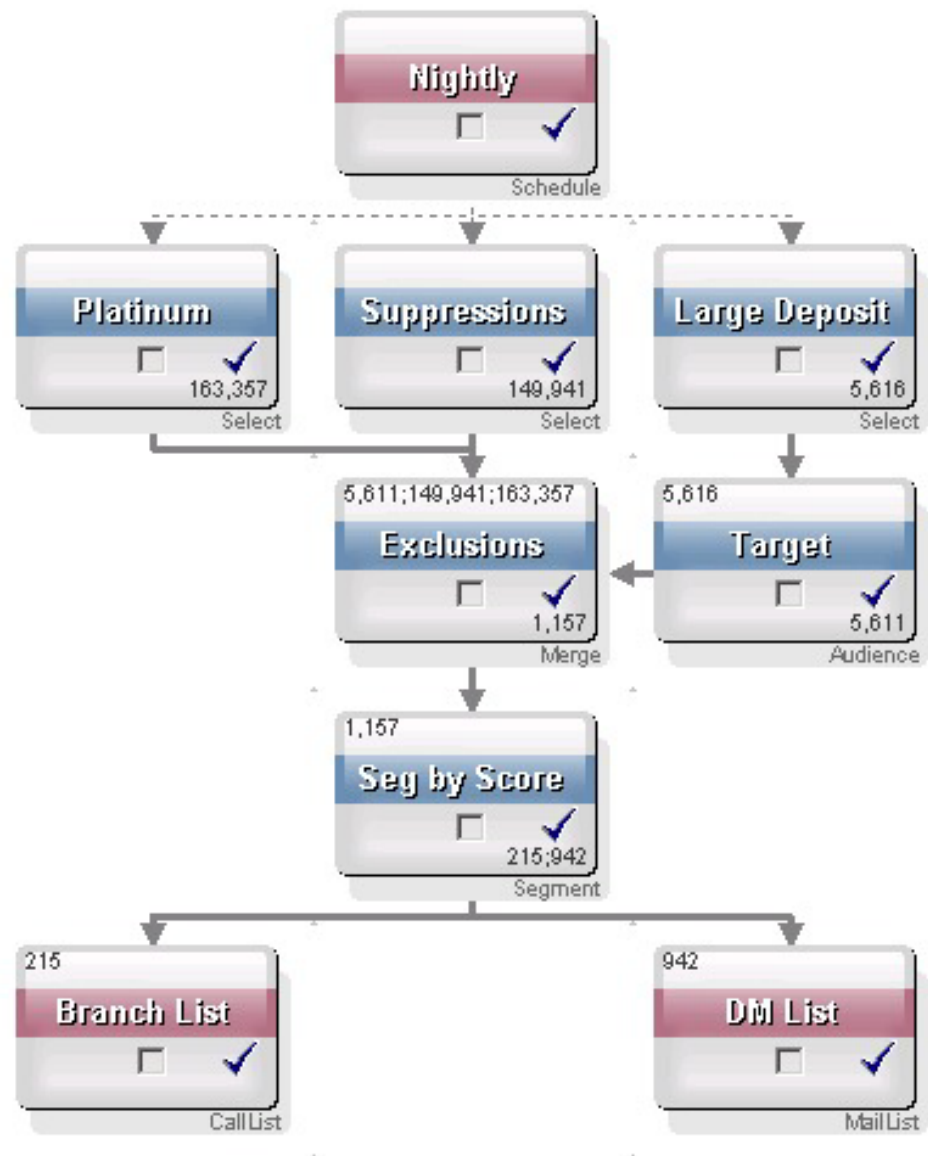 Nightly
Schedule
Platinum
163,357
Select
Suppressions
149,941
Select
Large Deposit
5,616
Select
5,611;149,941;163,357
Exclusions
1,157
Merge
5,616
Target
5,611
Audience
1,157
Seg by Score
215;942
Segment
215
Branch List
CallList
942
DM List
MailList